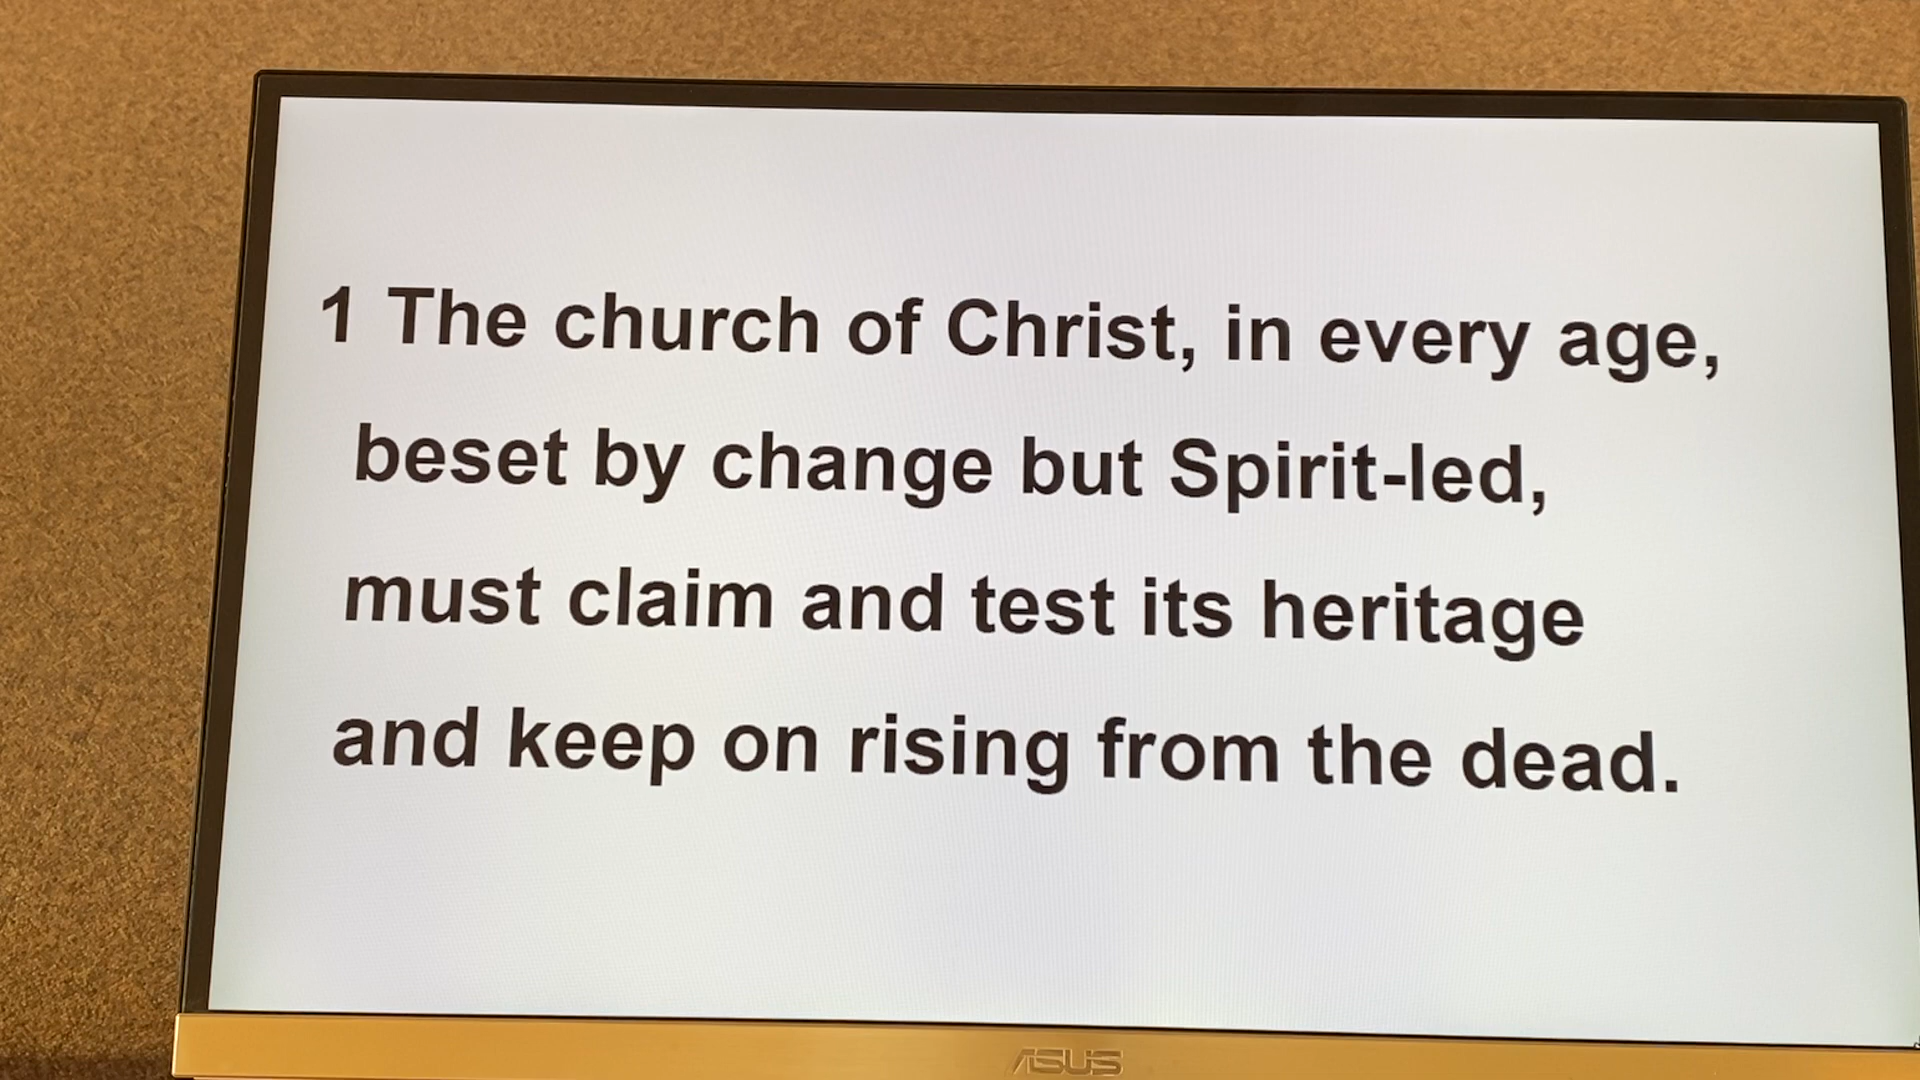 1 The church of Christ, in every age,
beset by change but Spirit-led,
must claim and test its heritage
and keep on rising from the dead.
ASUS